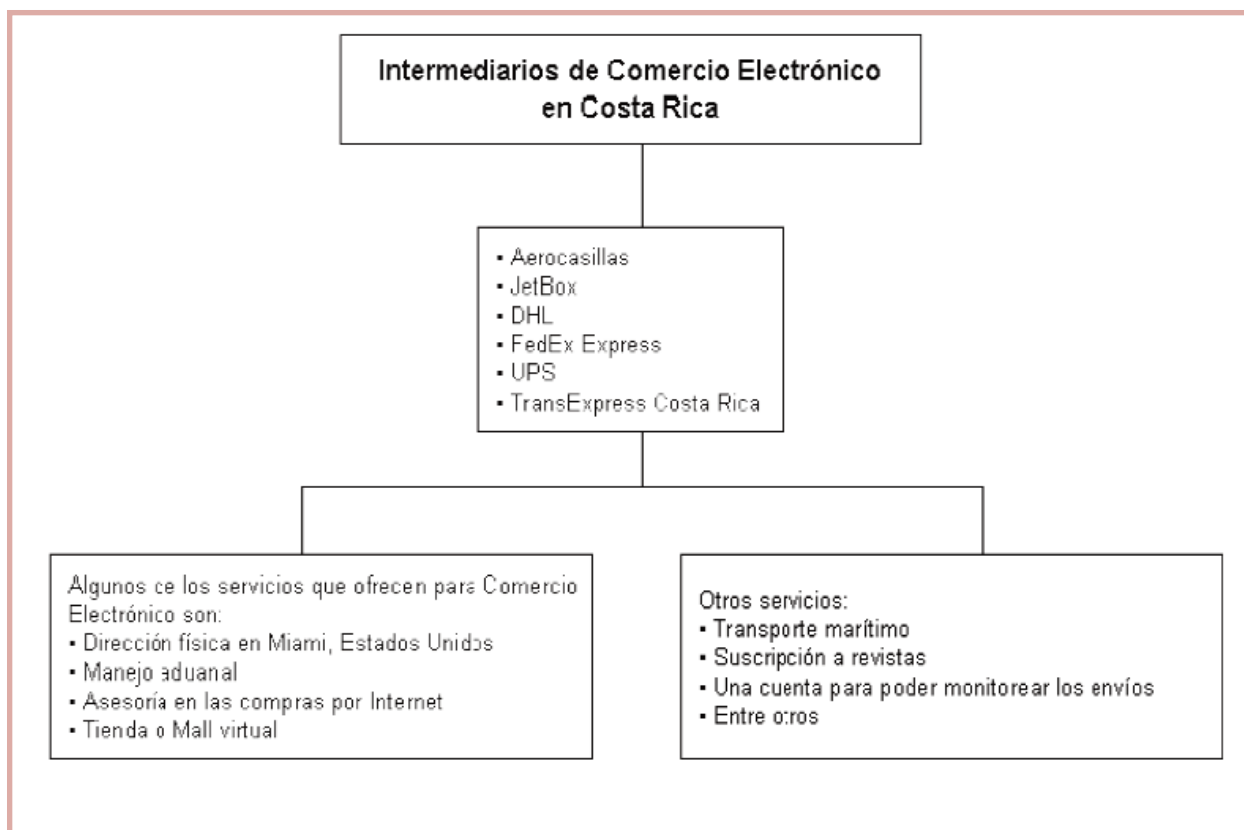 Intermediarios de Comercio Electrónico
en Costa Rica
▪ Aerocasillas
▪ JetBox
▪ DHL
▪ FedEx Express
▪ UPS
▪ TransExpress Costa Rica
Algunos de los servicios que ofrecen para Comercio
Electrónico son:
▪ Dirección física en Miami, Estados Unidos
▪ Manejo aduanal
▪ Asesoría en las compras por Internet
▪ Tienda o Mall virtual
Otros servicios:
▪ Transporte marítimo
▪ Suscripción a revistas
▪ Una cuenta para poder monitorear los envíos
▪ Entre otros